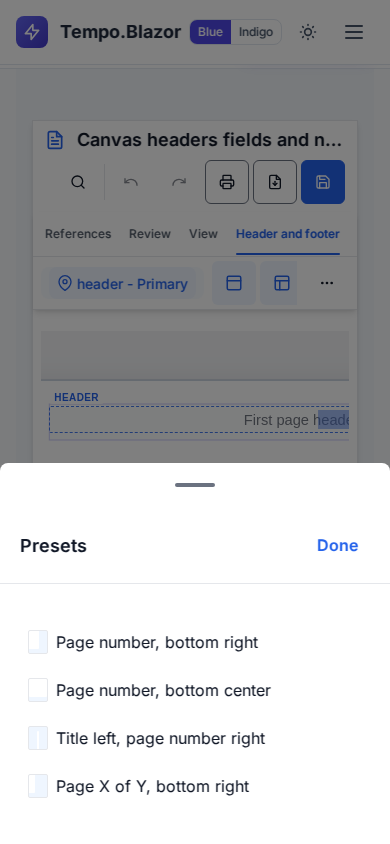 Tempo.Blazor
Blue
Indigo
Canvas headers fields and n...
References
Review
View
Header and footer
header - Primary
HEADER
First page heade
Presets
Done
Page number, bottom right
Page number, bottom center
Title left, page number right
Page X of Y, bottom right